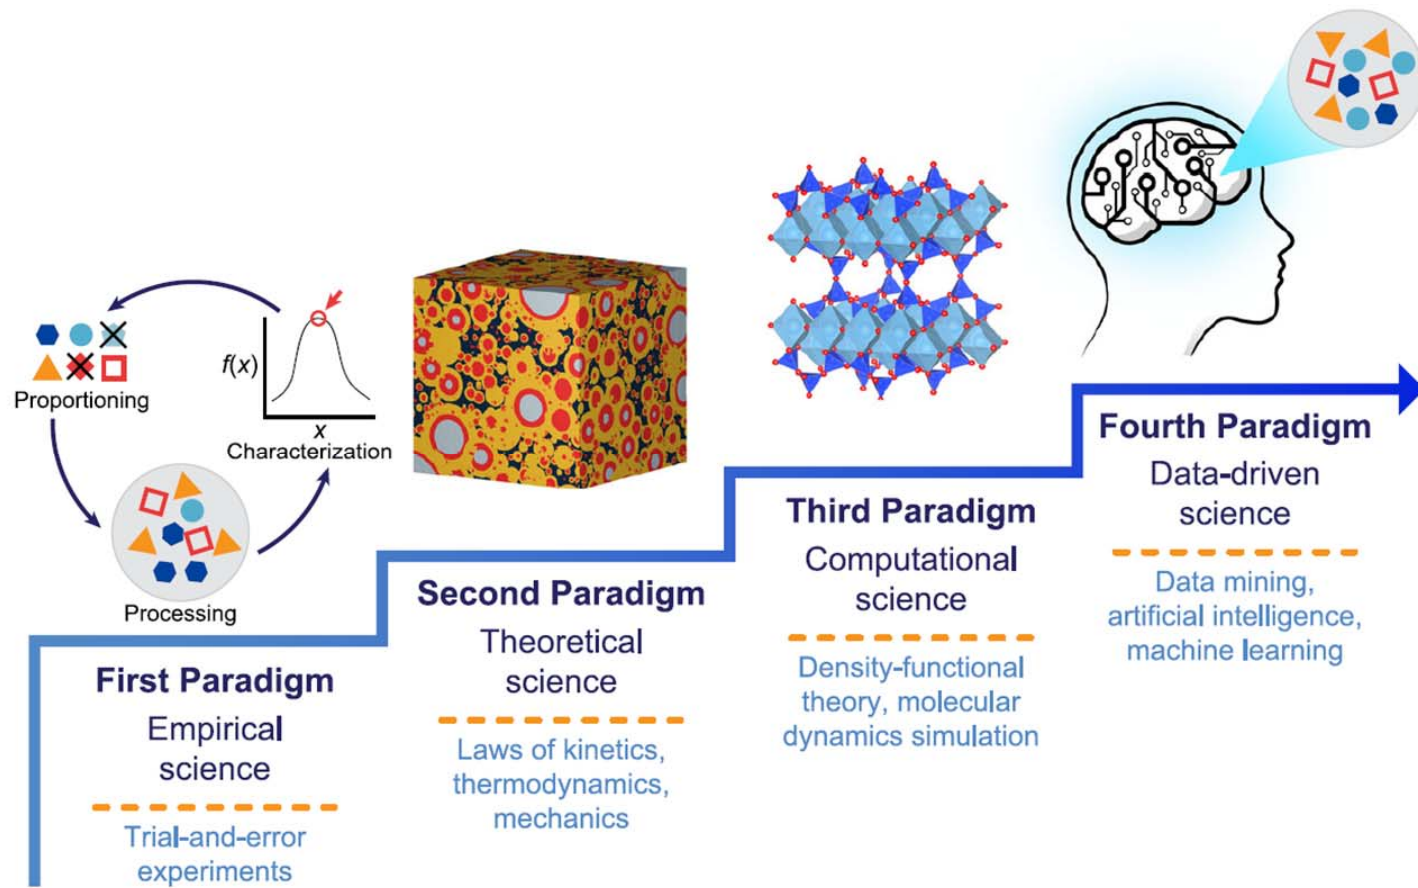 f(x)
x
Proportioning
Characterization
Processing
First Paradigm
Empirical
science
Trial-and-error
experiments
Second Paradigm
Theoretical
science
Laws of kinetics,
thermodynamics,
mechanics
Third Paradigm
Computational
science
Density-functional
theory, molecular
dynamics simulation
Fourth Paradigm
Data-driven
science
Data mining,
artificial intelligence,
machine learning